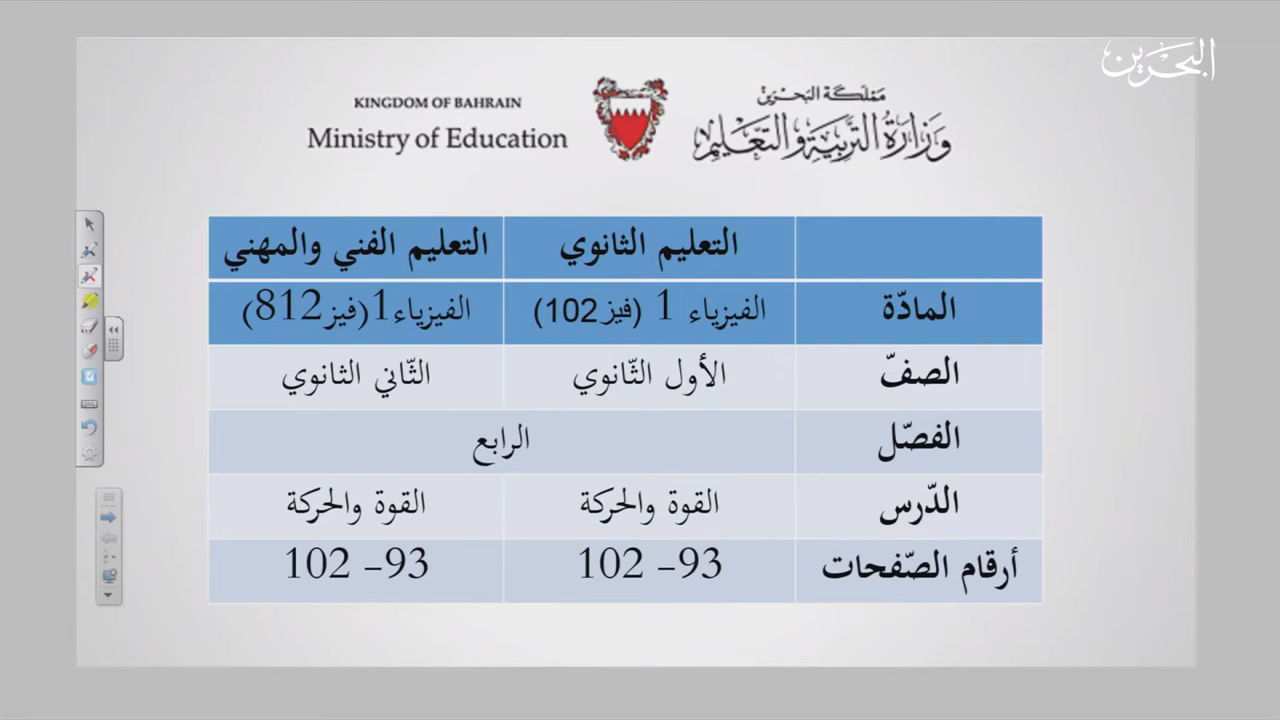 البحرين
KINGDOM OF BAHRAIN
Ministry of Education
مملكة البحرين
وزارة التربية والتعليم
التعليم الثانوي
التعليم الفني والمهني
المادّة
الفيزياء 1 (فيز102)
الفيزياء1(فيز812)
الصفّ
الأول الثّانوي
الثّاني الثانوي
الفصّل
الرابع
الدّرس
القوة والحركة
القوة والحركة
أرقام الصّفحات
93– 102
93– 102